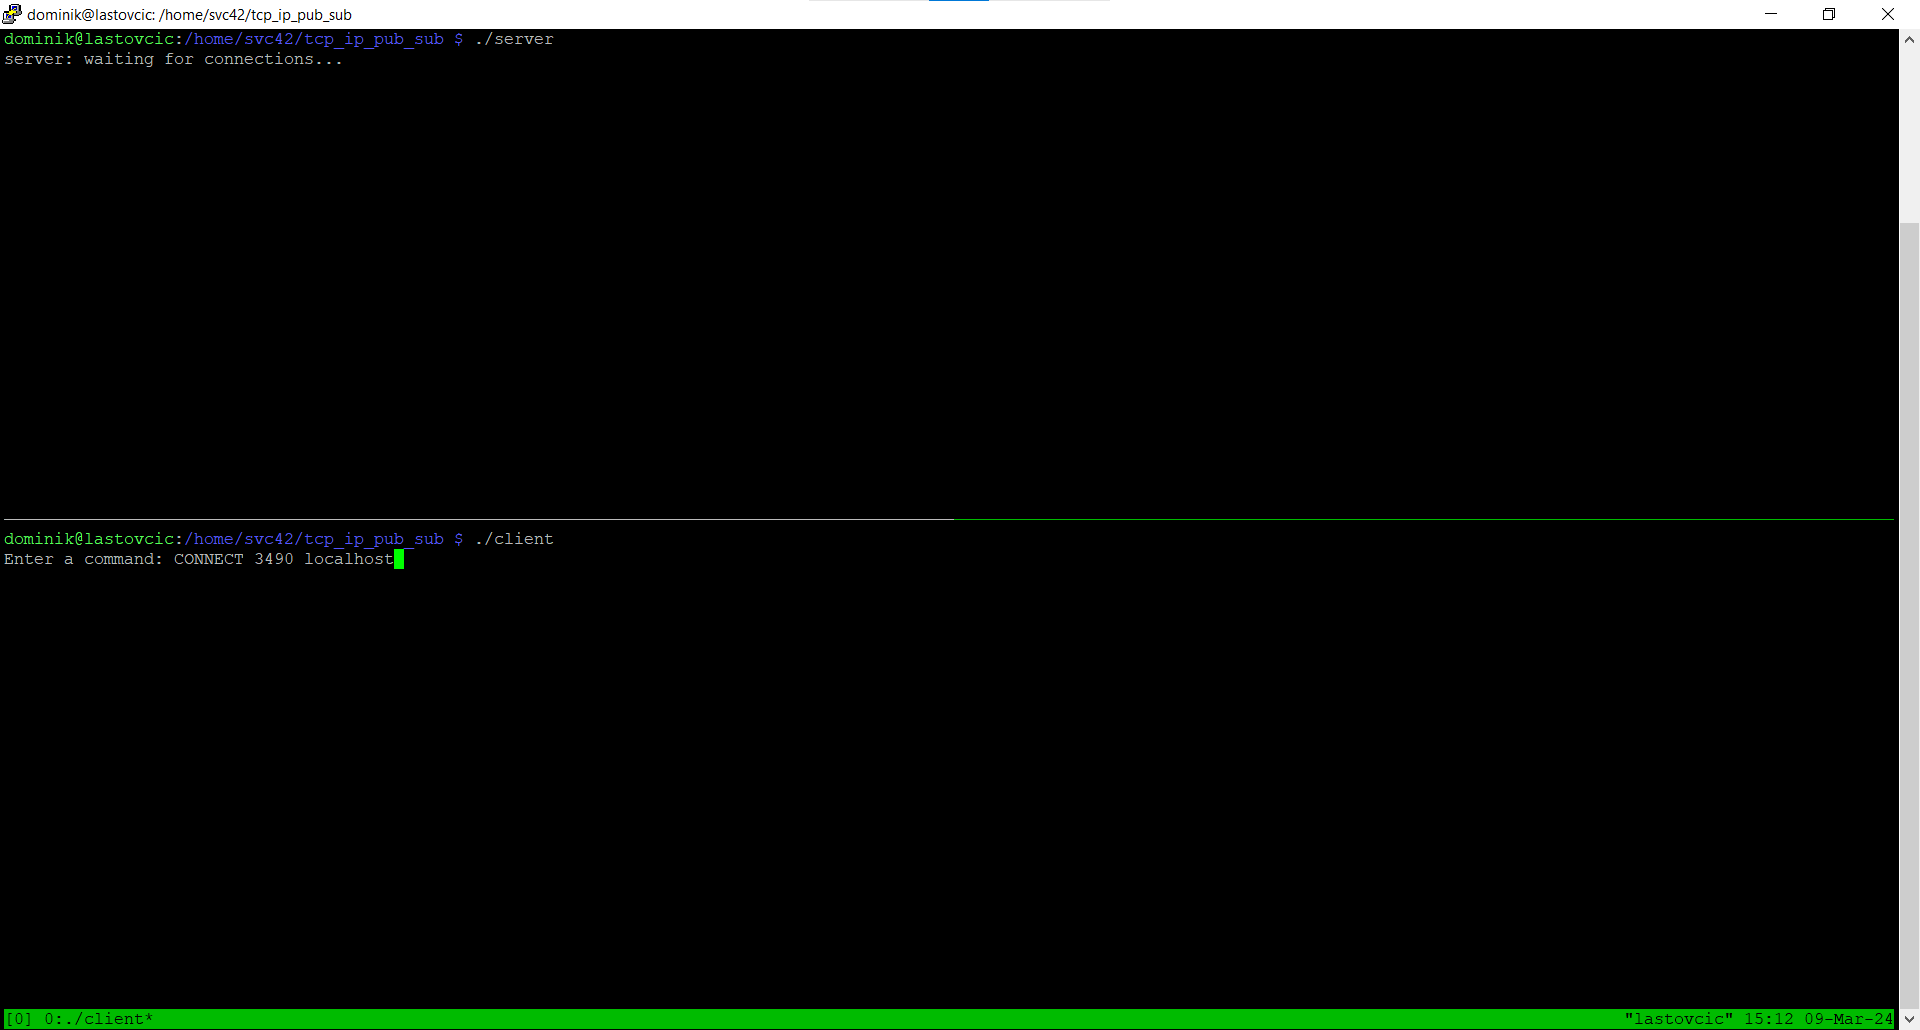 dominik@lastovcic: /home/svc42/tcp_ip_pub_sub
dominik@lastovcic:/home/svc42/tcp_ip_pub_sub $ ./server
server: waiting for connections...
dominik@lastovcic:/home/svc42/tcp_ip_pub_sub $ ./client
Enter a command: CONNECT 3490 localhost
[0] 0:./client* "lastovcic" 15:12 09-Mar-24